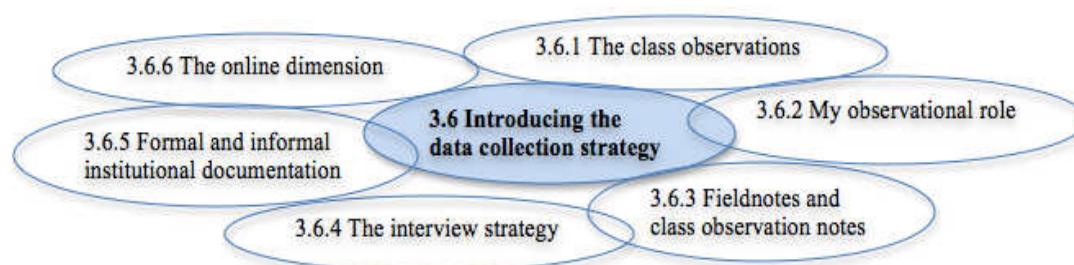 3.6.1 The class observations
3.6.6 The online dimension
3.6 Introducing the
data collection strategy
3.6.2 My observational role
3.6.5 Formal and informal
institutional documentation
3.6.3 Fieldnotes and
class observation notes
3.6.4 The interview strategy